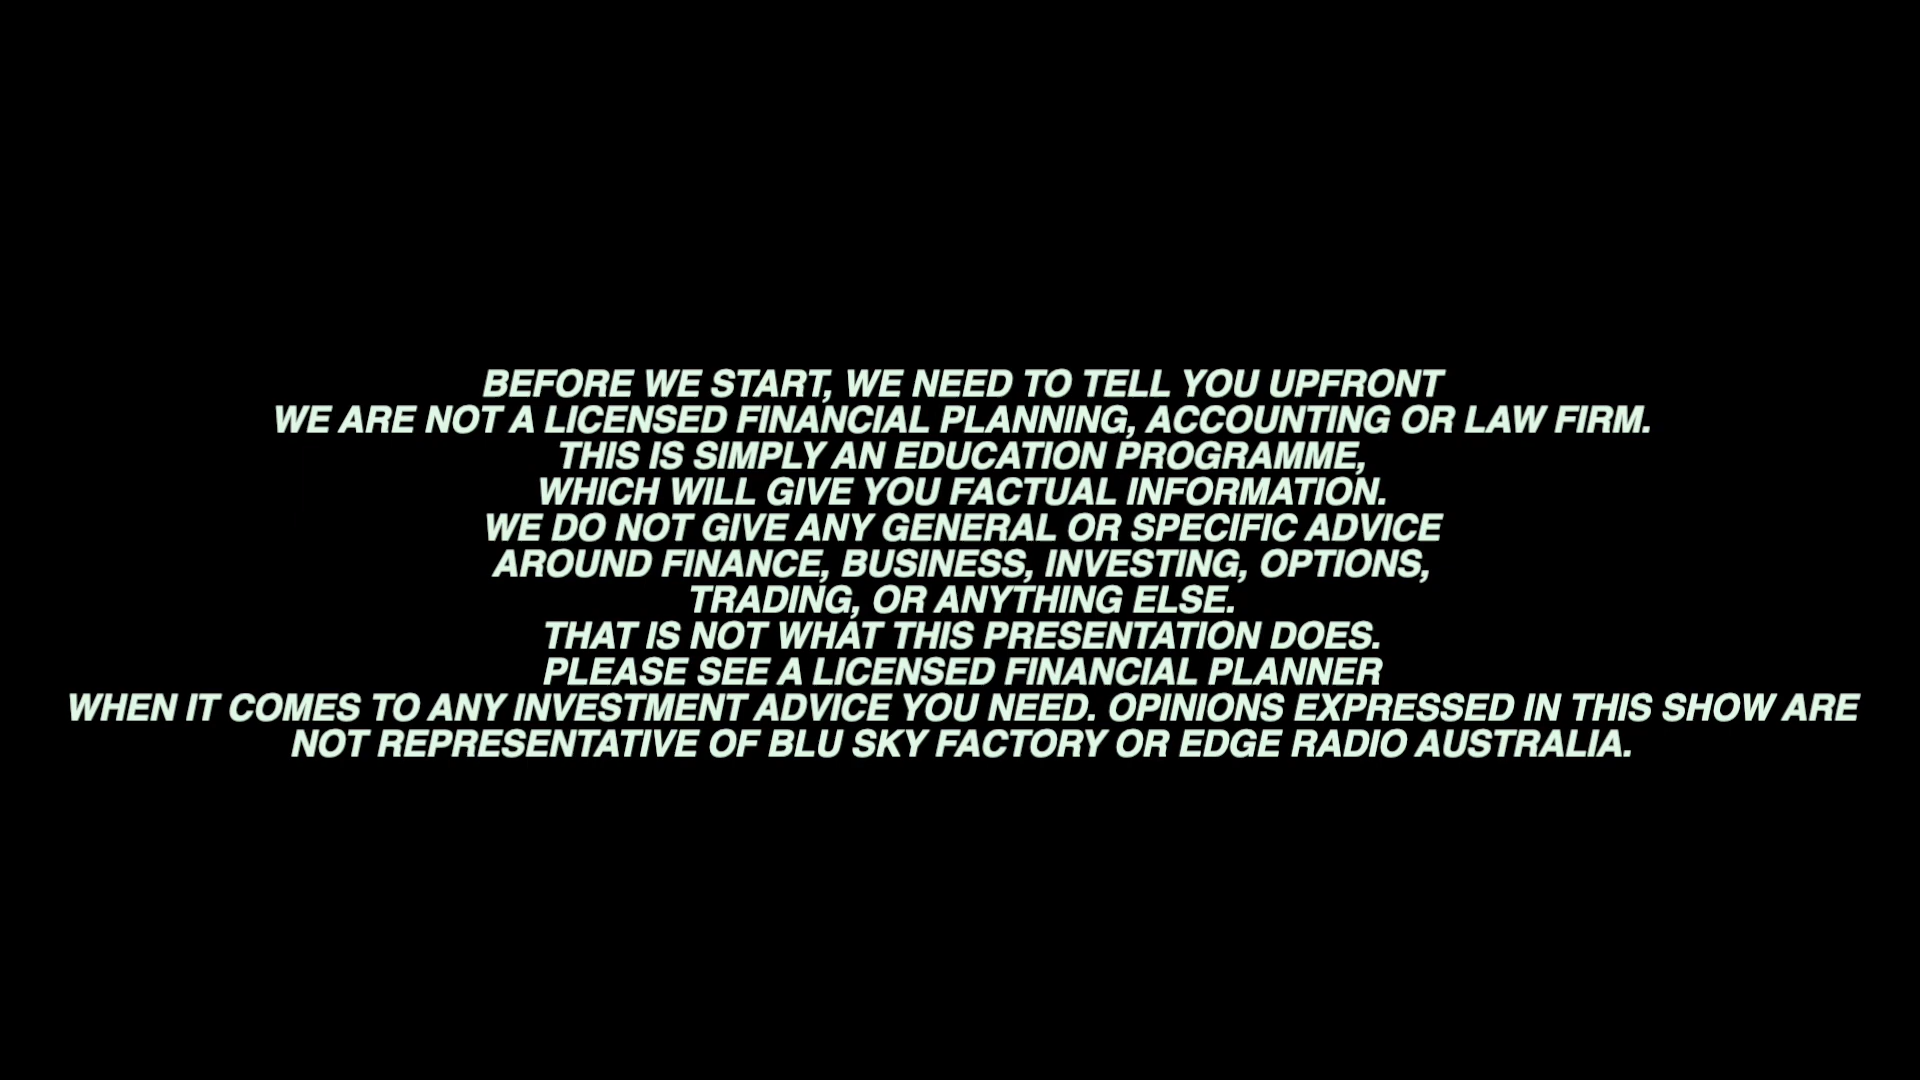 BEFORE WE START, WE NEED TO TELL YOU UPFRONT
WE ARE NOT A LICENSED FINANCIAL PLANNING, ACCOUNTING OR LAW FIRM.
THIS IS SIMPLY AN EDUCATION PROGRAMME,
WHICH WILL GIVE YOU FACTUAL INFORMATION.
WE DO NOT GIVE ANY GENERAL OR SPECIFIC ADVICE
AROUND FINANCE, BUSINESS, INVESTING, OPTIONS,
TRADING, OR ANYTHING ELSE.
THAT IS NOT WHAT THIS PRESENTATION DOES.
PLEASE SEE A LICENSED FINANCIAL PLANNER
WHEN IT COMES TO ANY INVESTMENT ADVICE YOU NEED. OPINIONS EXPRESSED IN THIS SHOW ARE
NOT REPRESENTATIVE OF BLU SKY FACTORY OR EDGE RADIO AUSTRALIA.